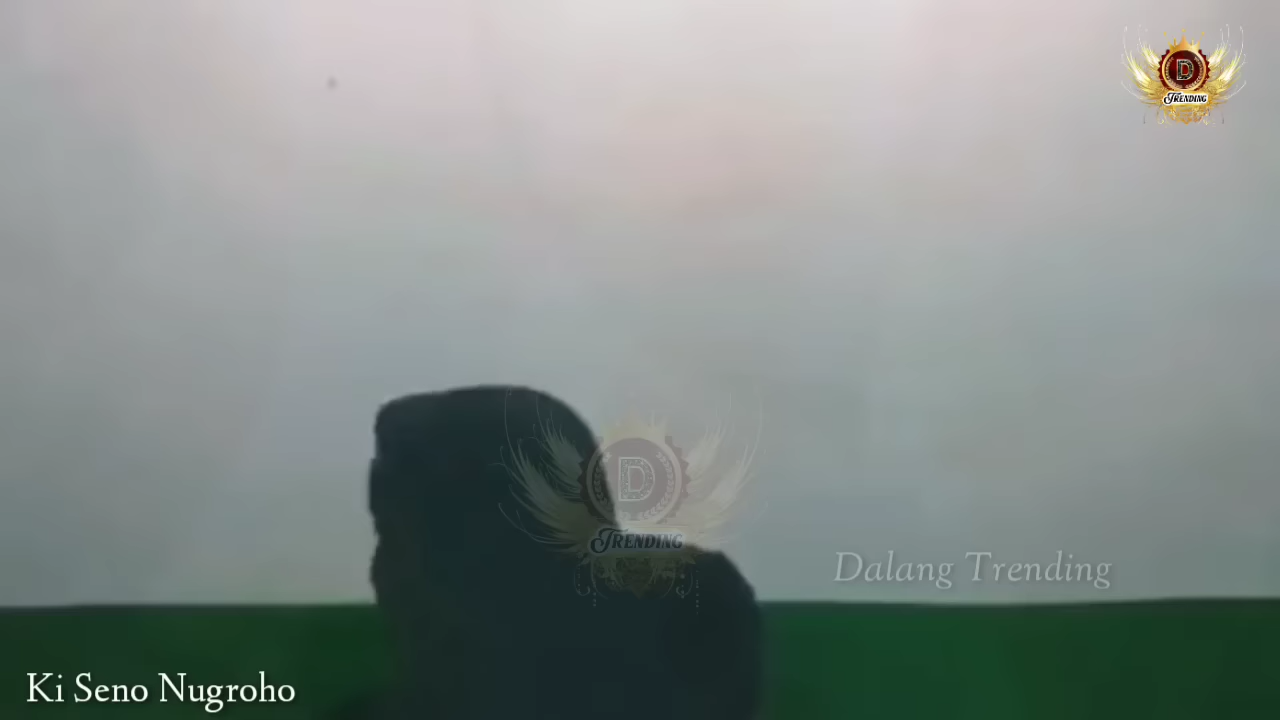 D
TRENDING
D
TRENDING
Dalang Trending
Ki Seno Nugroho